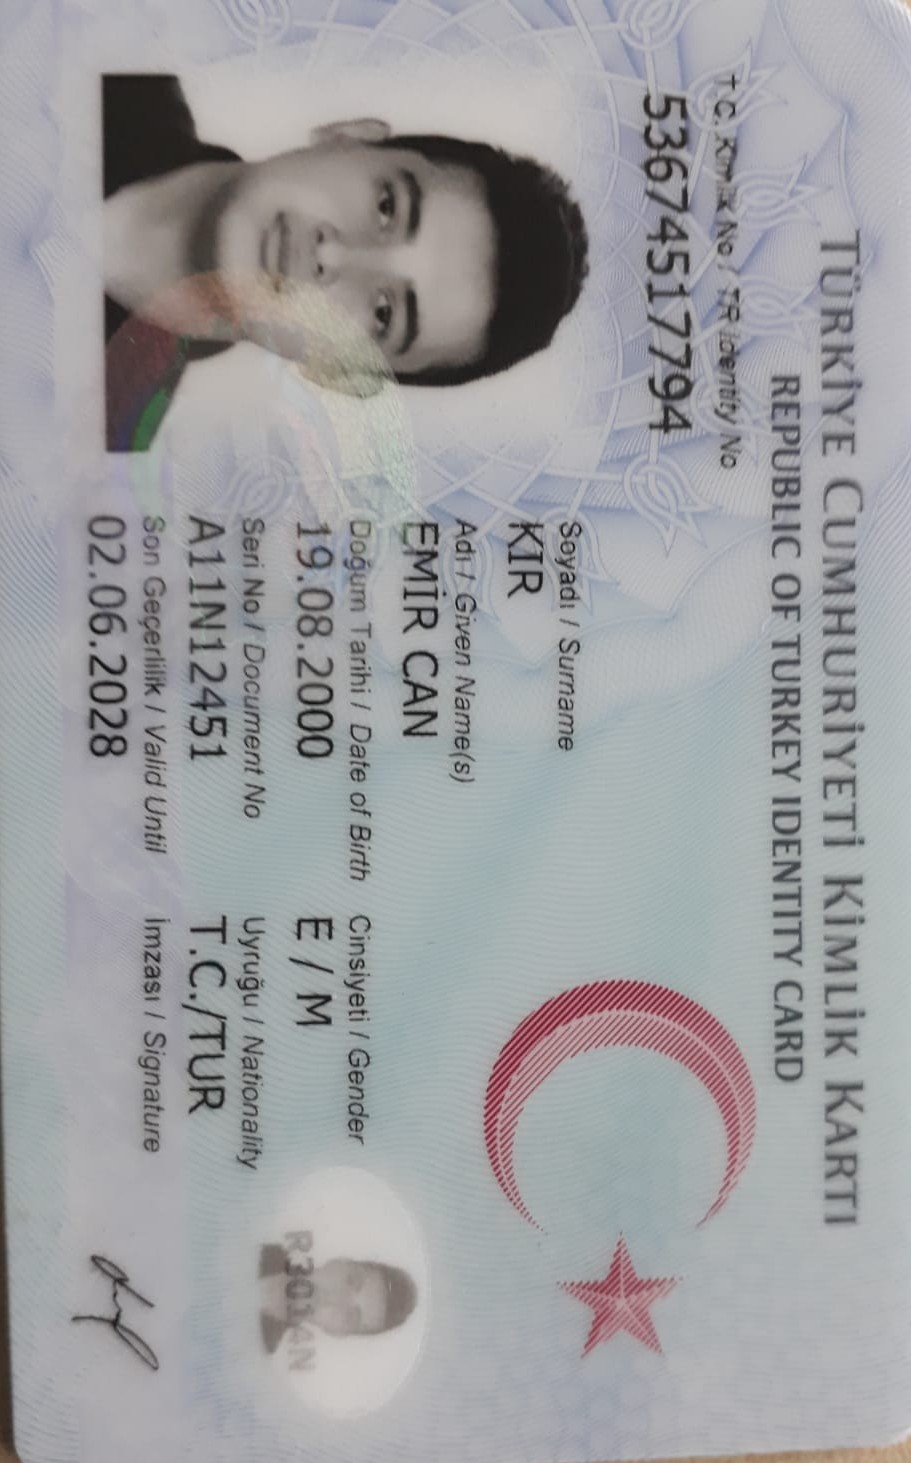 TÜRKİYE CUMHURİYETİ KİMLİK KARTI
REPUBLIC OF TURKEY IDENTITY CARD
T.C. Kimlik No / TR Identity No
53674517794
Soyadı / Surname
KIR
Adı / Given Name(s)
EMİR CAN
Doğum Tarihi / Date of Birth
19.08.2000
Cinsiyeti / Gender
E / M
Seri No / Document No
A11N12451
Uyruğu / Nationality
T.C./TUR
Son Geçerlilik / Valid Until
02.06.2028
İmzası / Signature